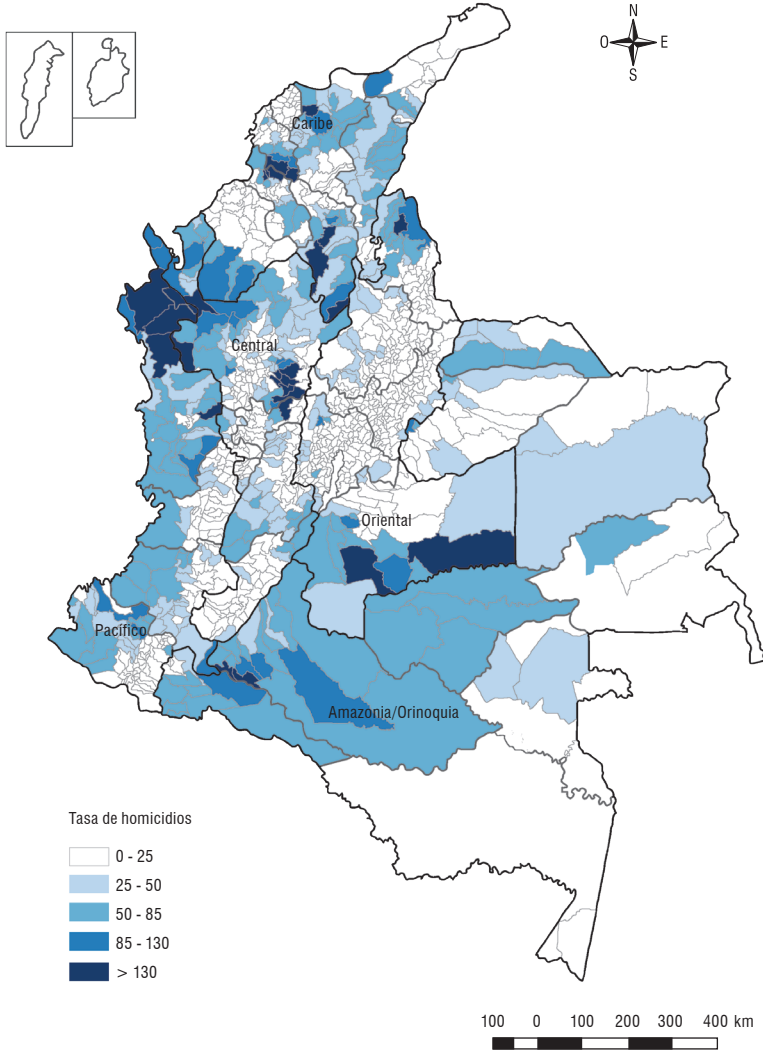 N
O E
S
Caribe
Central
Oriental
Pacífico
Amazonia/Orinoquia
Tasa de homicidios
0 - 25
25 - 50
50 - 85
85 - 130
> 130
100 0 100 200 300 400 km